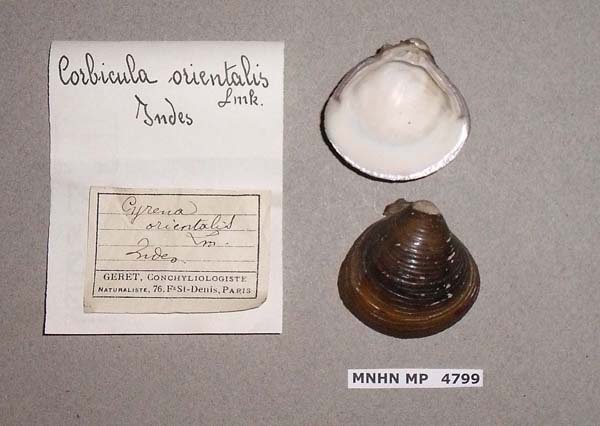 Corbicula orientalis
Lmk.
Indes
Cyrena
orientalis
Lm.
Indes.
GERET, CONCHYLIOLOGISTE
NATURALISTE, 76, Fg St-Denis, PARIS
MNHN MP 4799